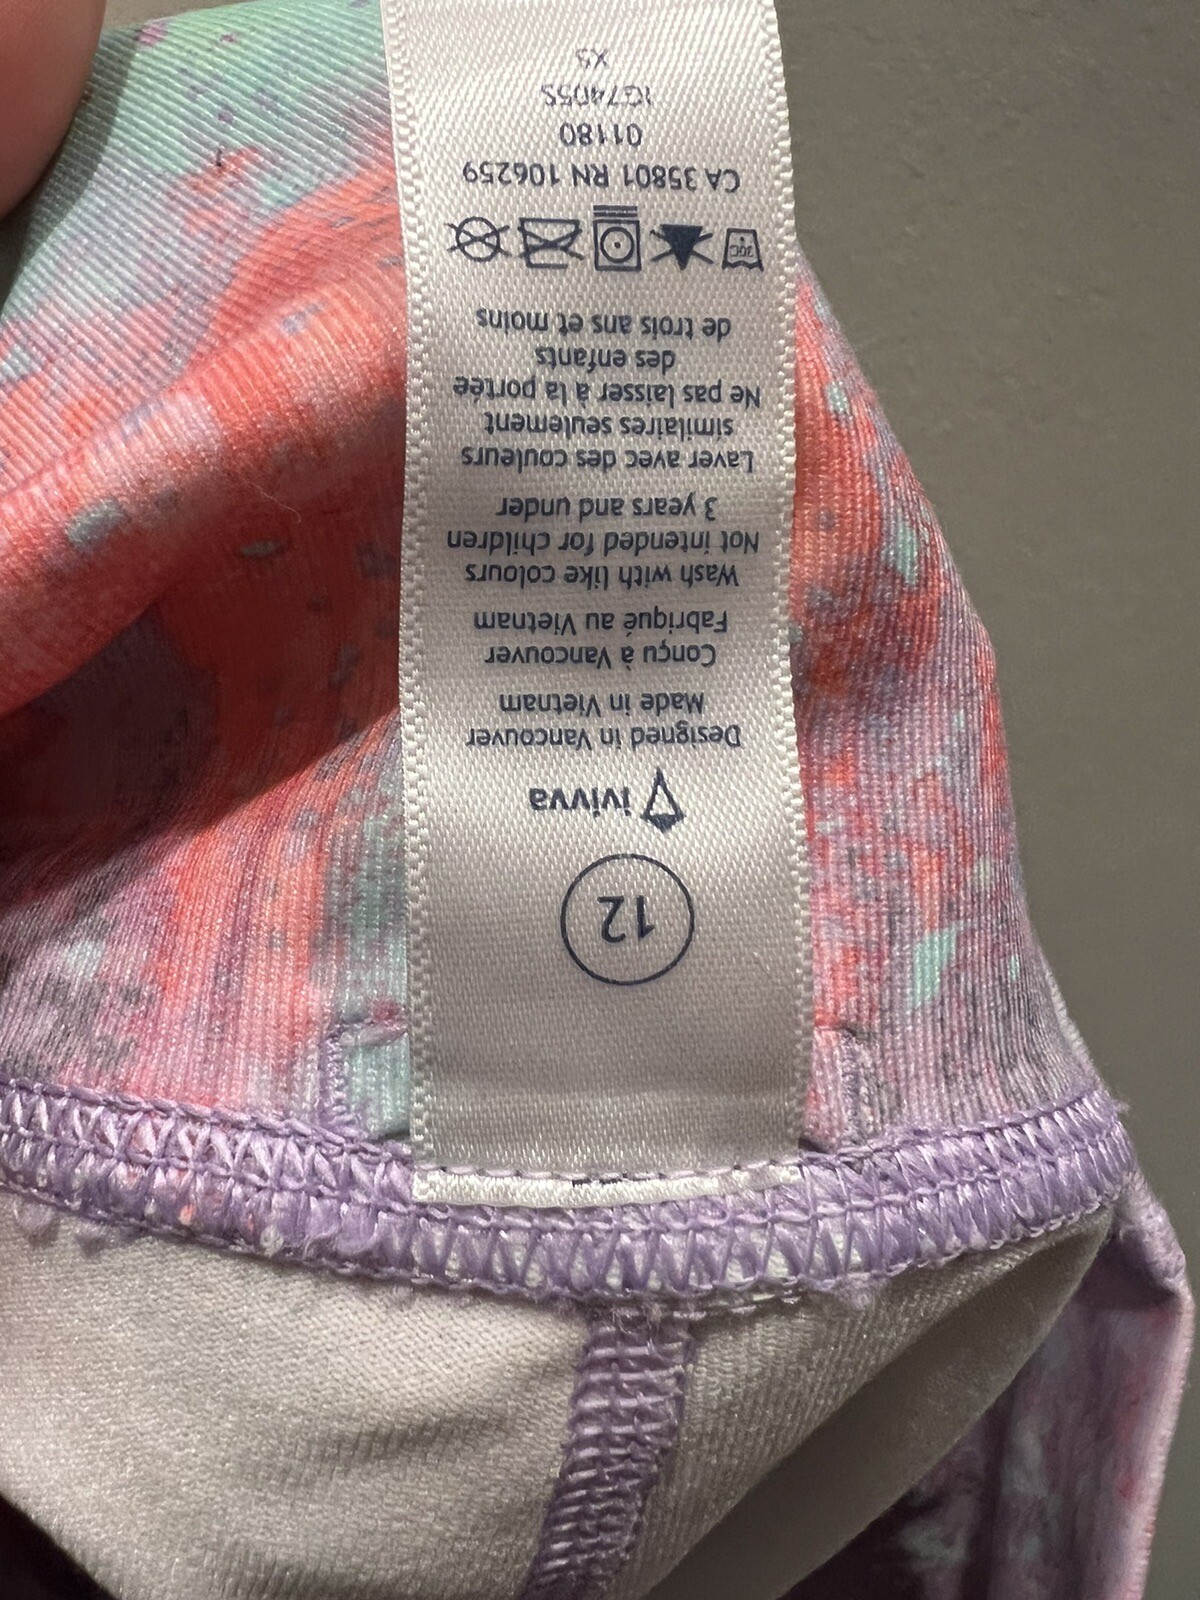 12
ivivva
Designed in Vancouver
Made in Vietnam
Conçu à Vancouver
Fabriqué au Vietnam
Wash with like colours
Not intended for children
3 years and under
Laver avec des couleurs
similaires seulement
Ne pas laisser à la portée
des enfants
de trois ans et moins
30C
CA 35801 RN 106259
01180
IG7405S
XS